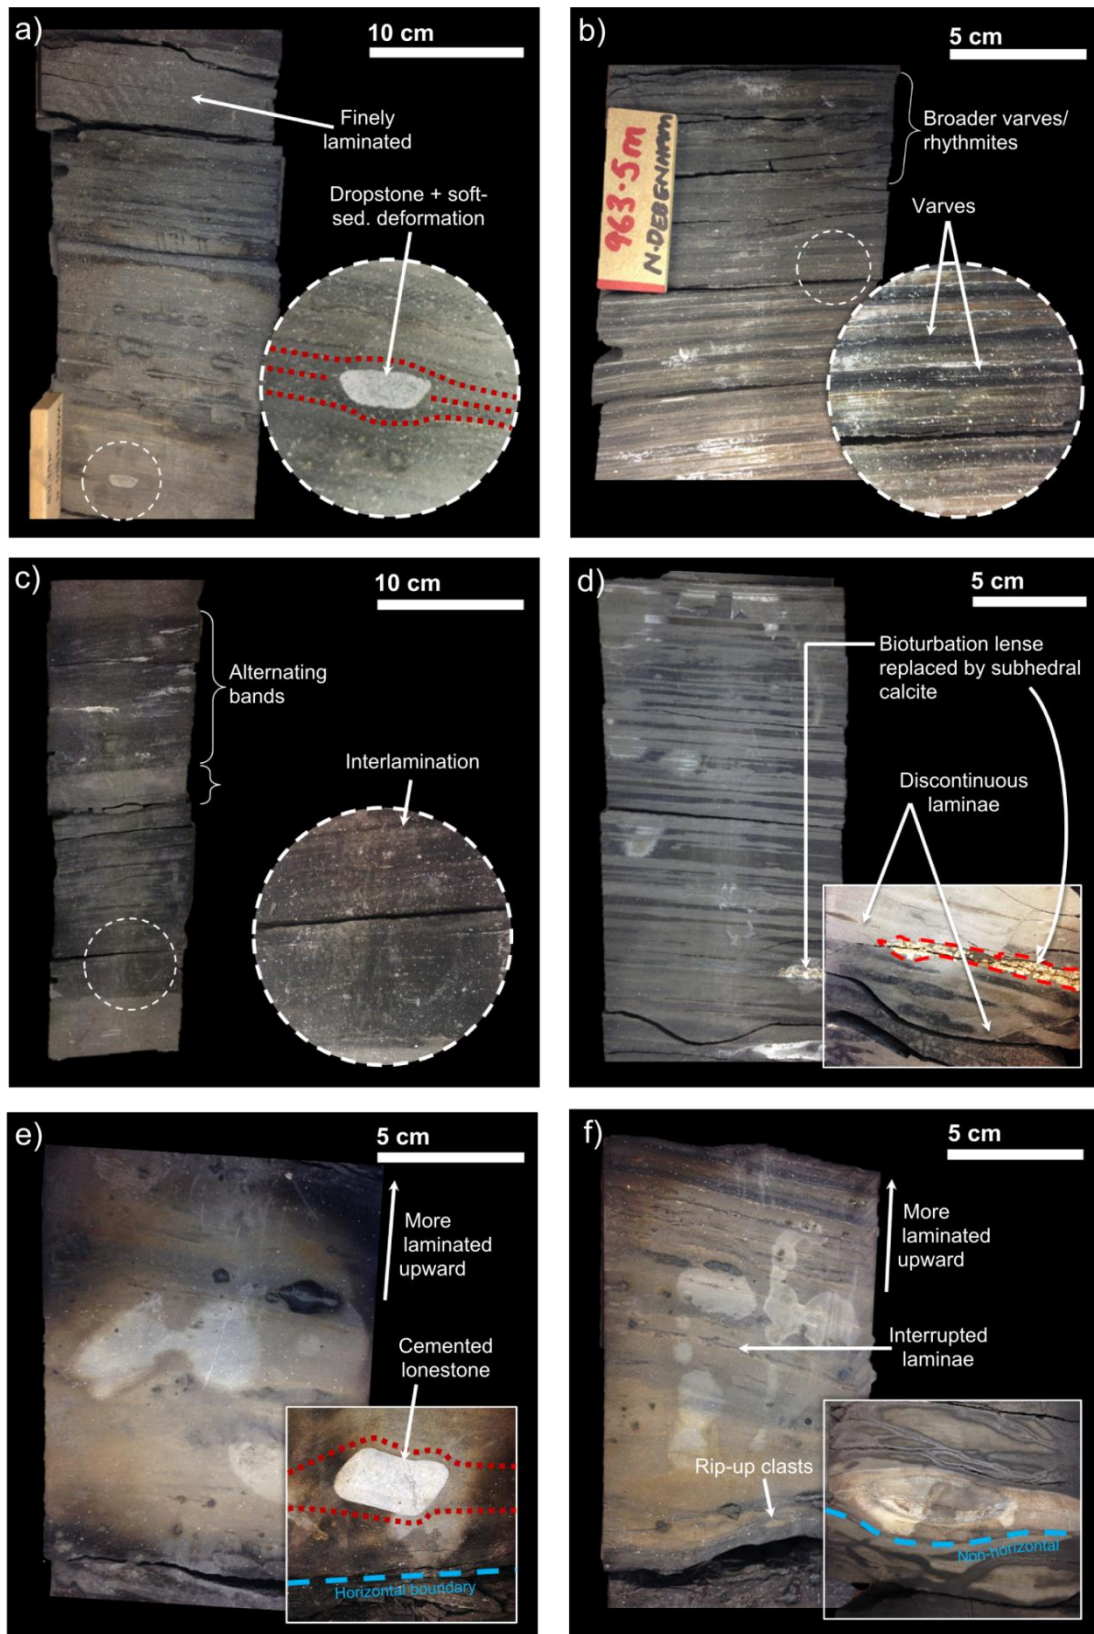 a)
10 cm
Finely
laminated
Dropstone + soft-
sed. deformation
b)
5 cm
963·5m
N·DEBENHAM
Broader varves/
rhythmites
Varves
c)
10 cm
Alternating
bands
Interlamination
d)
5 cm
Bioturbation lense
replaced by subhedral
calcite
Discontinuous
laminae
e)
5 cm
More
laminated
upward
Cemented
lonestone
Horizontal boundary
f)
5 cm
More
laminated
upward
Interrupted
laminae
Rip-up clasts
Non-horizontal